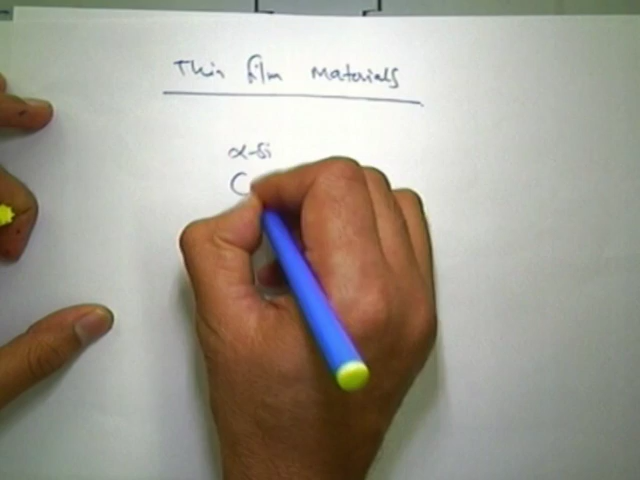 Thin film Materials
α-Si
C